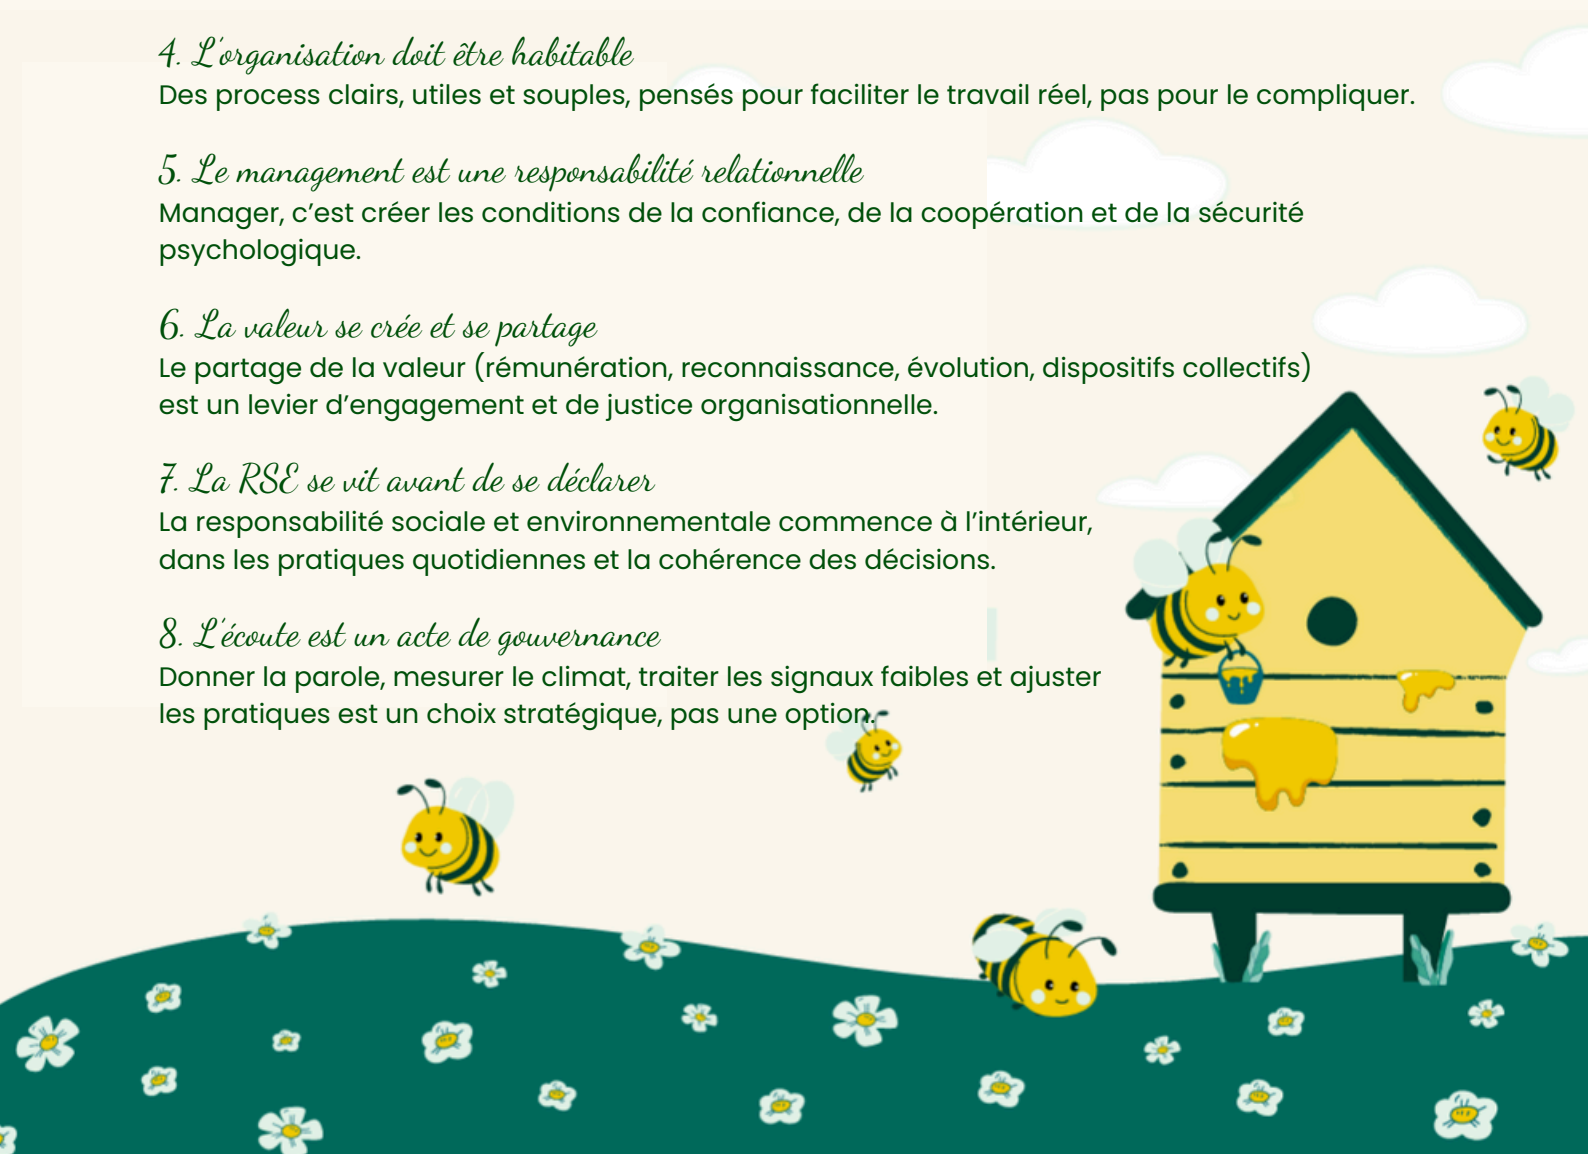 4. L'organisation doit être habitable
Des process clairs, utiles et souples, pensés pour faciliter le travail réel, pas pour le compliquer.
5. Le management est une responsabilité relationnelle
Manager, c'est créer les conditions de la confiance, de la coopération et de la sécurité
psychologique.
6. La valeur se crée et se partage
Le partage de la valeur (rémunération, reconnaissance, évolution, dispositifs collectifs)
est un levier d'engagement et de justice organisationnelle.
7. La RSE se vit avant de se déclarer
La responsabilité sociale et environnementale commence à l'intérieur,
dans les pratiques quotidiennes et la cohérence des décisions.
8. L'écoute est un acte de gouvernance
Donner la parole, mesurer le climat, traiter les signaux faibles et ajuster
les pratiques est un choix stratégique, pas une option.